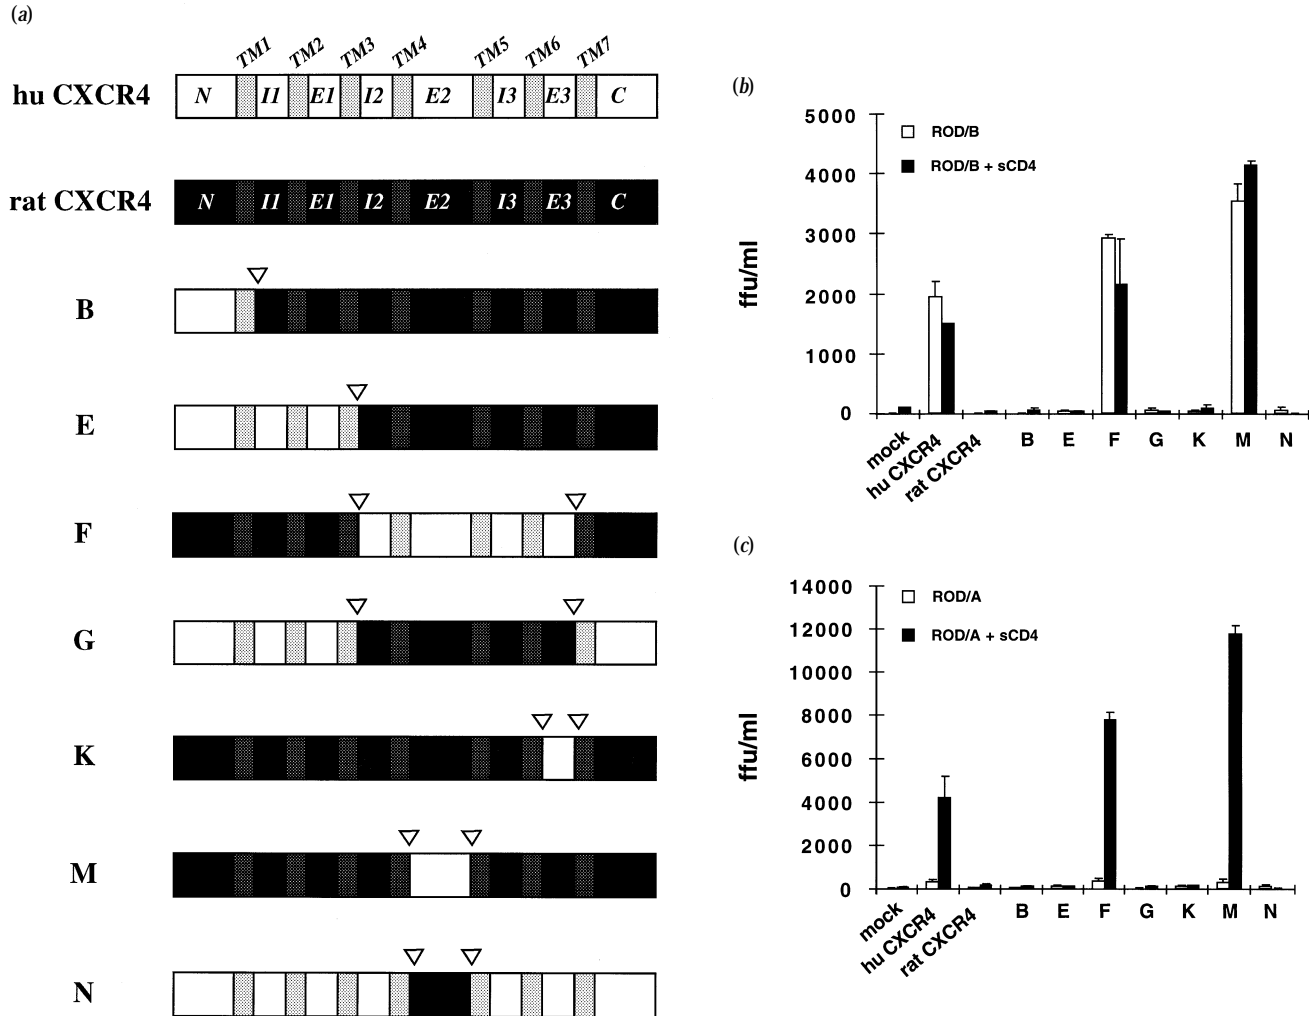 (a)
TM1 TM2 TM3 TM4 TM5 TM6 TM7
hu CXCR4 N I1 E1 I2 E2 I3 E3 C
rat CXCR4 N I1 E1 I2 E2 I3 E3 C
B
E
F
G
K
M
N
(b)
5000
4000
3000
2000
1000
0
ffu/ml
ROD/B
ROD/B + sCD4
mock hu CXCR4 rat CXCR4 B E F G K M N
(c)
14000
12000
10000
8000
6000
4000
2000
0
ffu/ml
ROD/A
ROD/A + sCD4
mock hu CXCR4 rat CXCR4 B E F G K M N